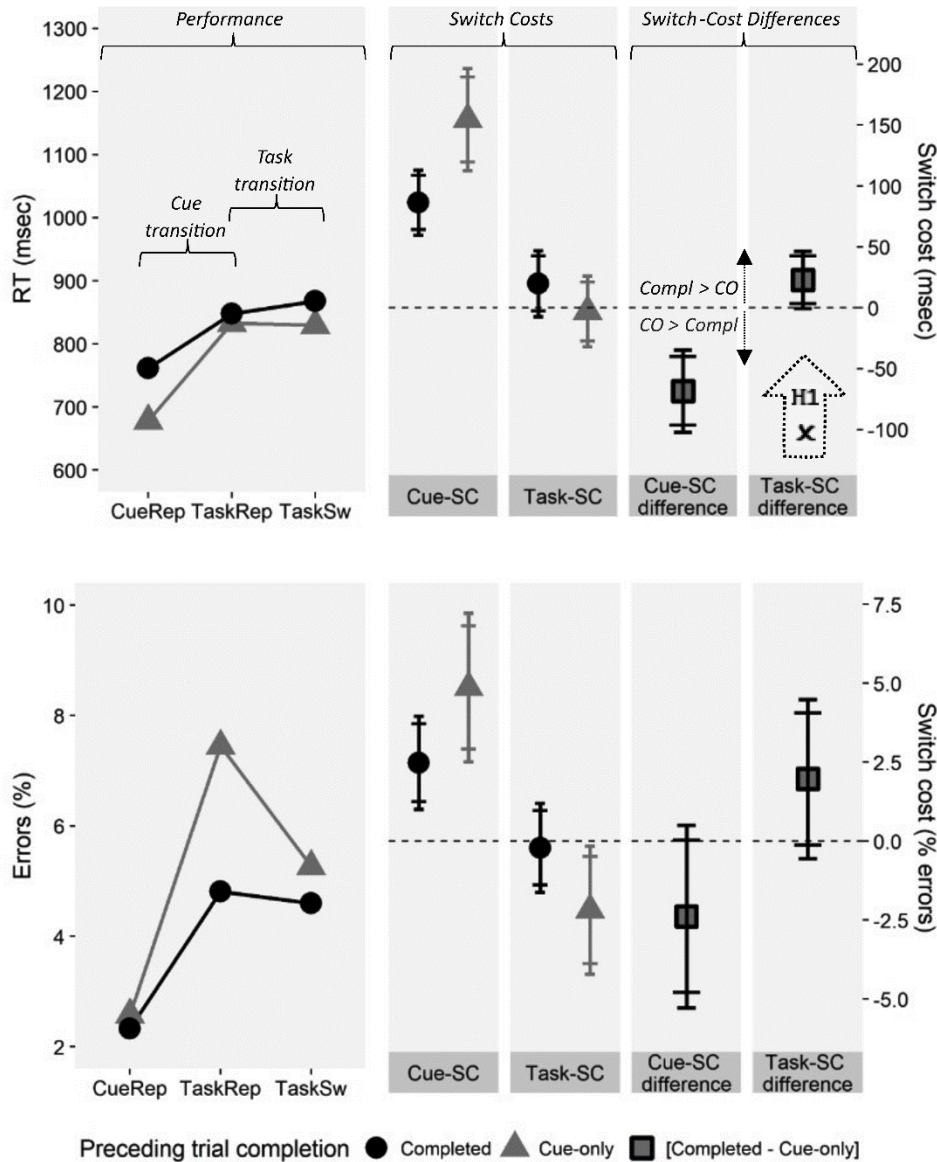 Performance
Switch Costs
Switch-Cost Differences
1300
1200
1100
1000
900
800
700
600
RT (msec)
Cue
transition
Task
transition
CueRep
TaskRep
TaskSw
Cue-SC
Task-SC
Cue-SC
difference
Task-SC
difference
Compl > CO
CO > Compl
H1
X
200
150
100
50
0
-50
-100
Switch cost (msec)
10
8
6
4
2
Errors (%)
CueRep
TaskRep
TaskSw
Cue-SC
Task-SC
Cue-SC
difference
Task-SC
difference
7.5
5.0
2.5
0.0
-2.5
-5.0
Switch cost (% errors)
Preceding trial completion Completed Cue-only [Completed - Cue-only]